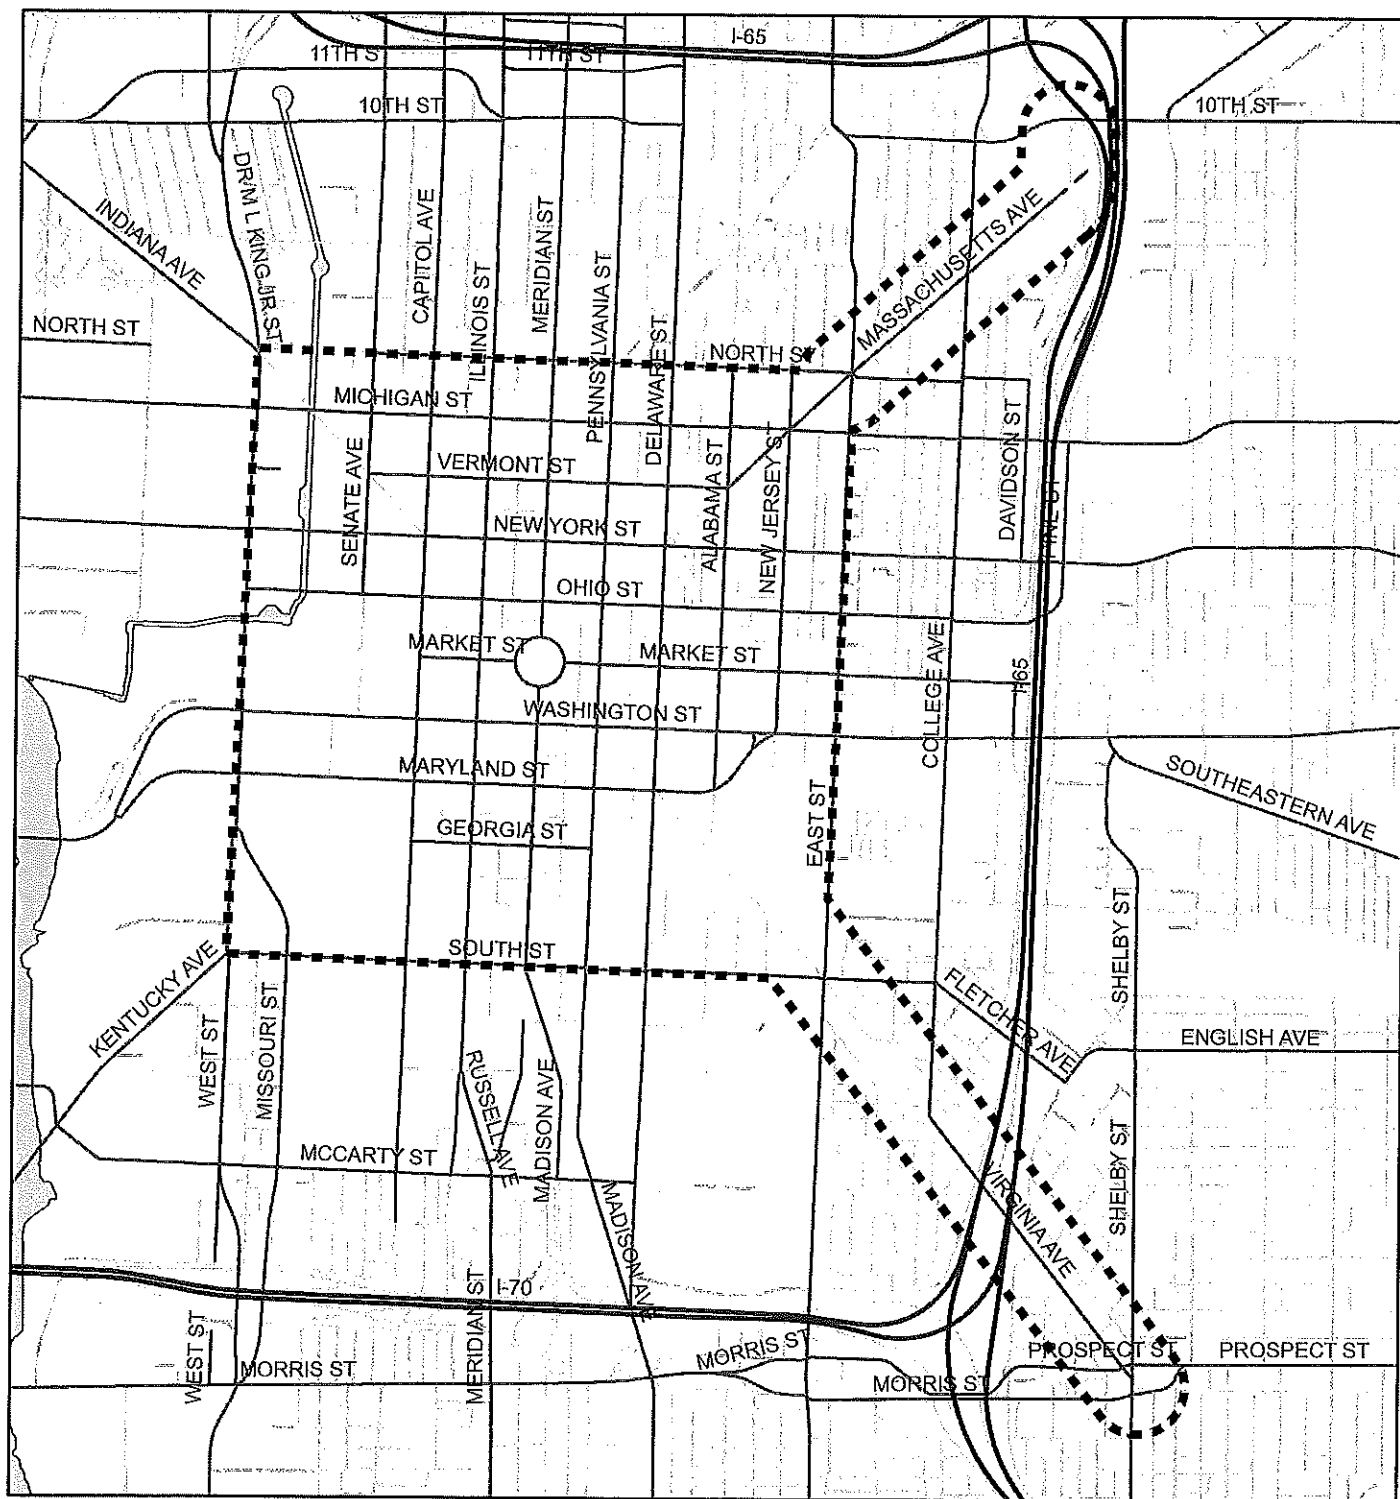 I-65
11TH S
11TH ST
10TH ST
10TH ST
DR M L KING JR ST
INDIANA AVE
CAPITOL AVE
ILLINOIS ST
MERIDIAN ST
PENNSYLVANIA ST
DELAWARE ST
MASSACHUSETTS AVE
NORTH ST
NORTH ST
MICHIGAN ST
SENATE AVE
VERMONT ST
ALABAMA ST
NEW JERSEY ST
DAVIDSON ST
NEW YORK ST
OHIO ST
MARKET ST
MARKET ST
COLLEGE AVE
I-65
WASHINGTON ST
MARYLAND ST
SOUTHEASTERN AVE
GEORGIA ST
EAST ST
SHELBY ST
SOUTH ST
KENTUCKY AVE
FLETCHER AVE
WEST ST
MISSOURI ST
RUSSELL AVE
MADISON AVE
ENGLISH AVE
MCCARTY ST
SHELBY ST
VIRGINIA AVE
MADISON AVE
I-70
MERIDIAN ST
WEST ST
MORRIS ST
MORRIS ST
MORRIS ST
PROSPECT ST
PROSPECT ST